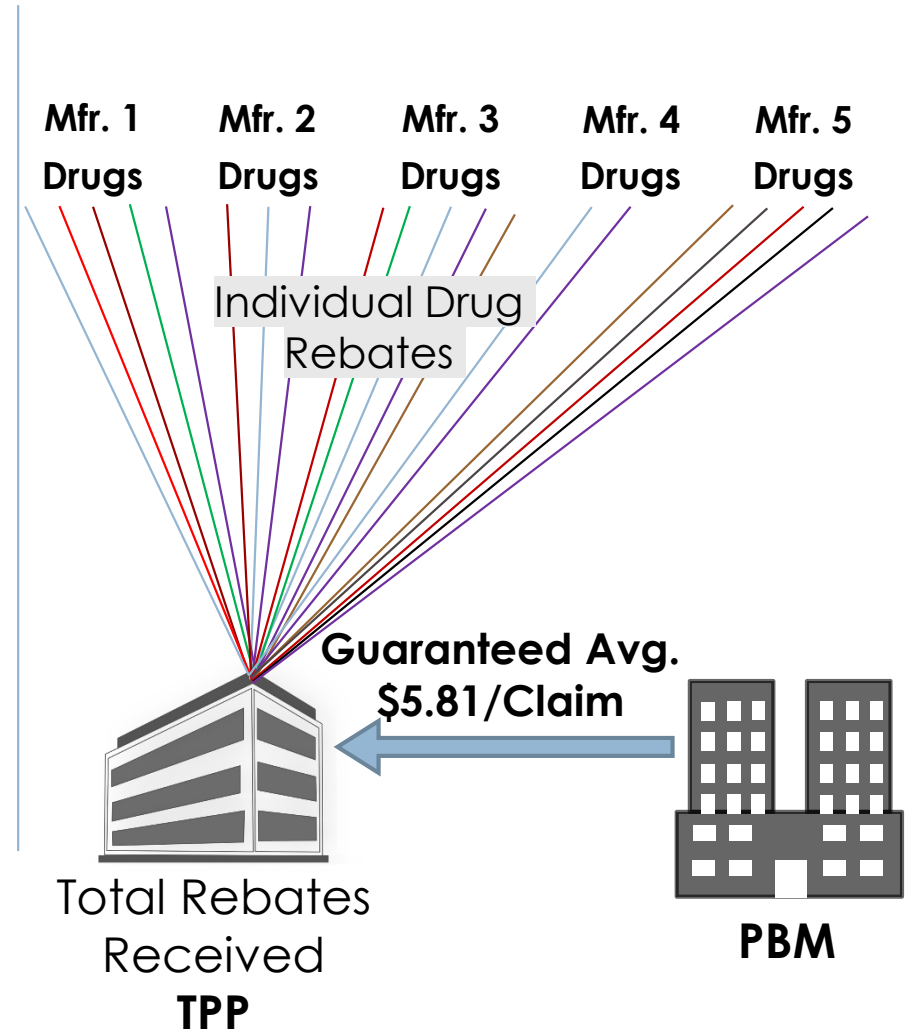 Mfr. 1 Mfr. 2 Mfr. 3 Mfr. 4 Mfr. 5
Drugs Drugs Drugs Drugs Drugs
Individual Drug
Rebates
Guaranteed Avg.
$5.81/Claim
Total Rebates
Received
TPP
PBM